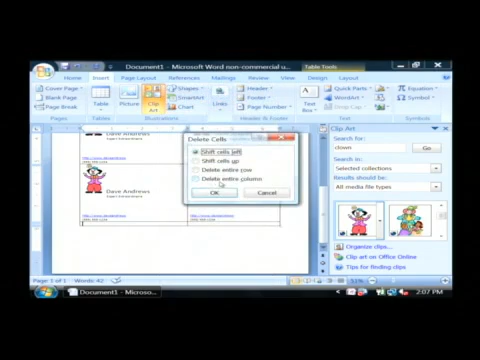 Document1 - Microsoft Word non-commercial u...
Table Tools
Home
Insert
Page Layout
References
Mailings
Review
View
Design
Layout
Cover Page
Blank Page
Page Break
Table
Tables
Picture
Clip Art
Shapes
SmartArt
Chart
Illustrations
Links
Header
Footer
Page Number
Header & Footer
Text Box
Quick Parts
WordArt
Drop Cap
Text
Equation
Symbol
Symbols
Dave Andrews
Dave Andrews
Delete Cells
Shift cells left
Shift cells up
Delete entire row
Delete entire column
OK
Cancel
Clip Art
Search for:
clown
Go
Search in:
Selected collections
Results should be:
All media file types
Organize clips...
Clip art on Office Online
Tips for finding clips
Page: 1 of 1
Words: 42
51%
Document1 - Microso...
2:07 PM